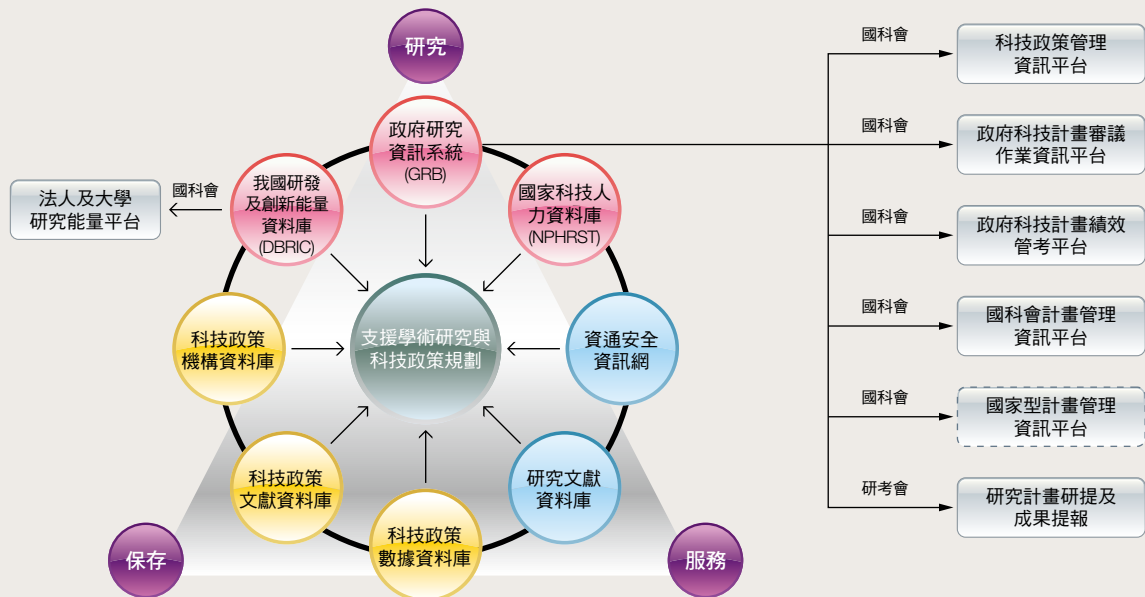 研究
政府研究
資訊系統
(GRB)
我國研發
及創新能量
資料庫
(DBRIC)
國家科技人
力資料庫
(NPHRST)
國科會
法人及大學
研究能量平台
科技政策
機構資料庫
支援學術研究與
科技政策規劃
資通安全
資訊網
科技政策
文獻資料庫
研究文獻
資料庫
科技政策
數據資料庫
保存
服務
國科會
科技政策管理
資訊平台
國科會
政府科技計畫審議
作業資訊平台
國科會
政府科技計畫績效
管考平台
國科會
國科會計畫管理
資訊平台
國科會
國家型計畫管理
資訊平台
研考會
研究計畫研提及
成果提報